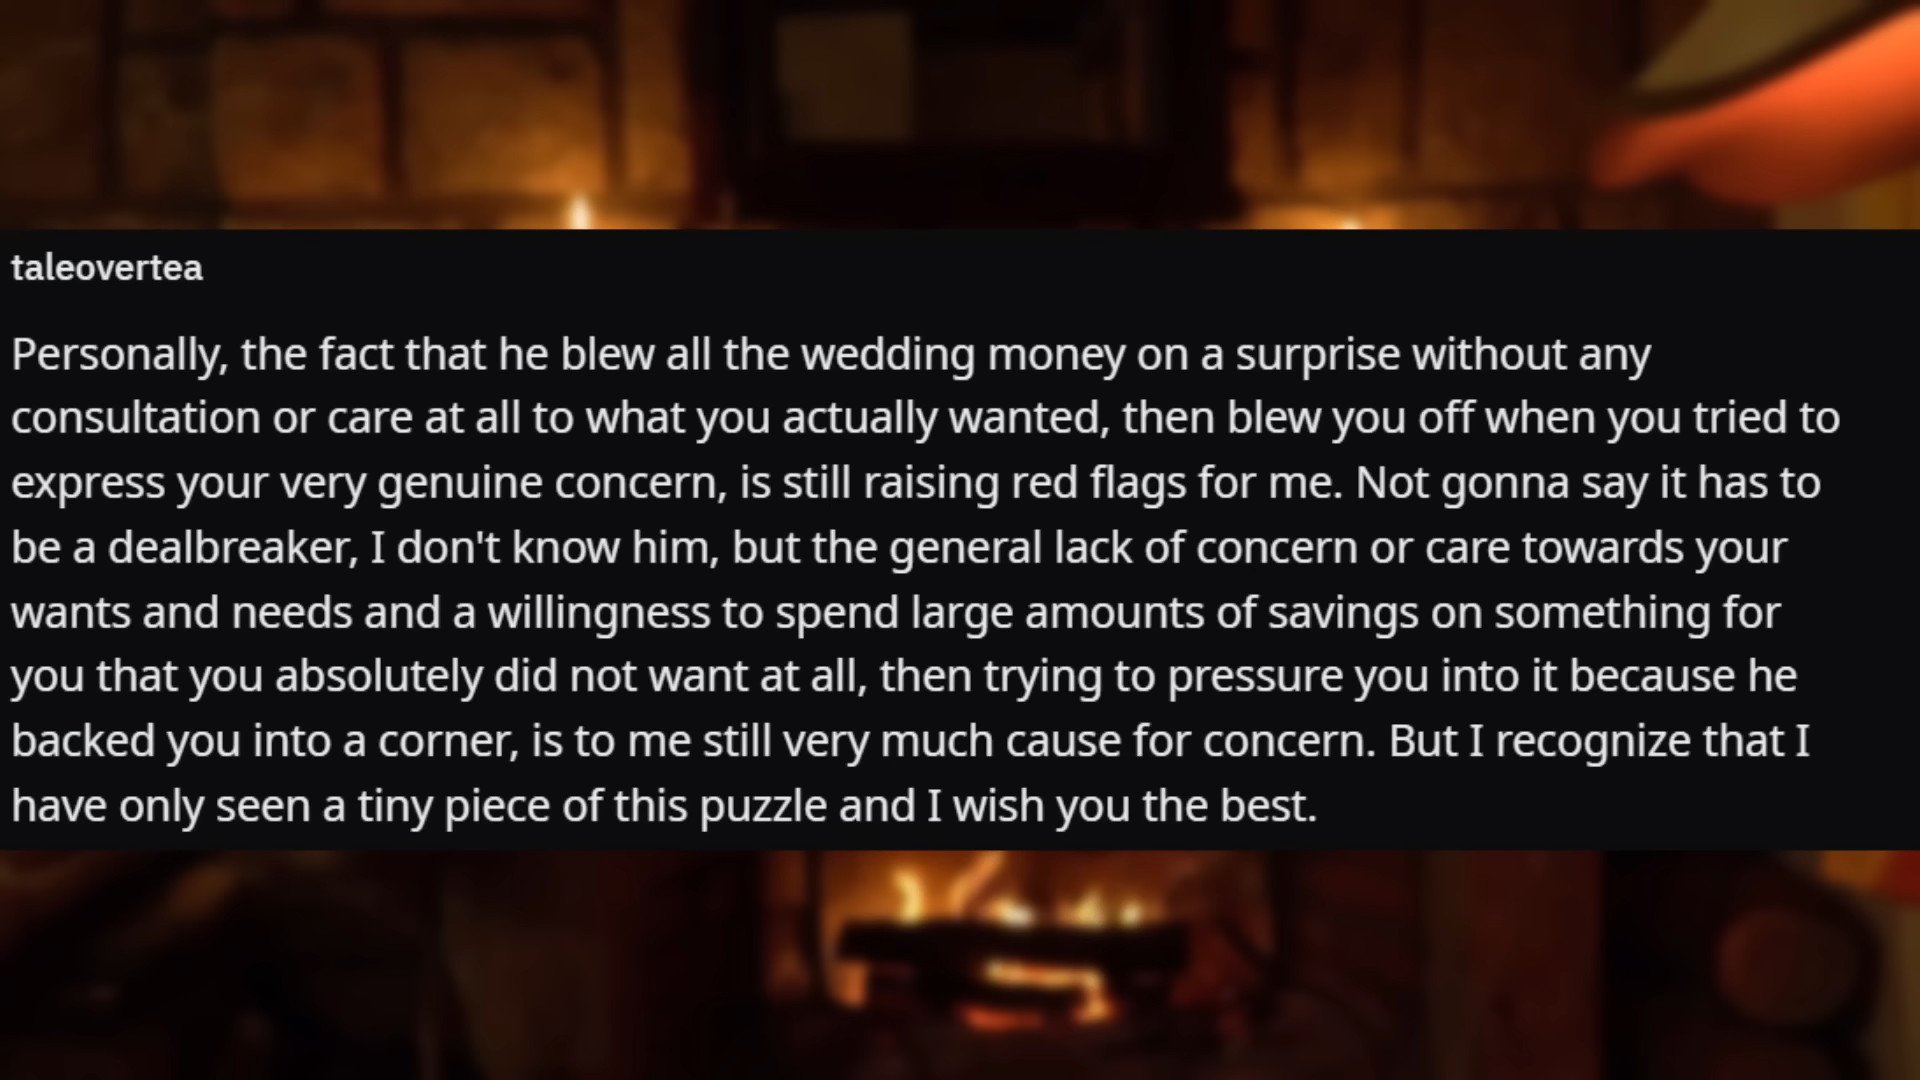 taleovertea
Personally, the fact that he blew all the wedding money on a surprise without any
consultation or care at all to what you actually wanted, then blew you off when you tried to
express your very genuine concern, is still raising red flags for me. Not gonna say it has to
be a dealbreaker, I don't know him, but the general lack of concern or care towards your
wants and needs and a willingness to spend large amounts of savings on something for
you that you absolutely did not want at all, then trying to pressure you into it because he
backed you into a corner, is to me still very much cause for concern. But I recognize that I
have only seen a tiny piece of this puzzle and I wish you the best.